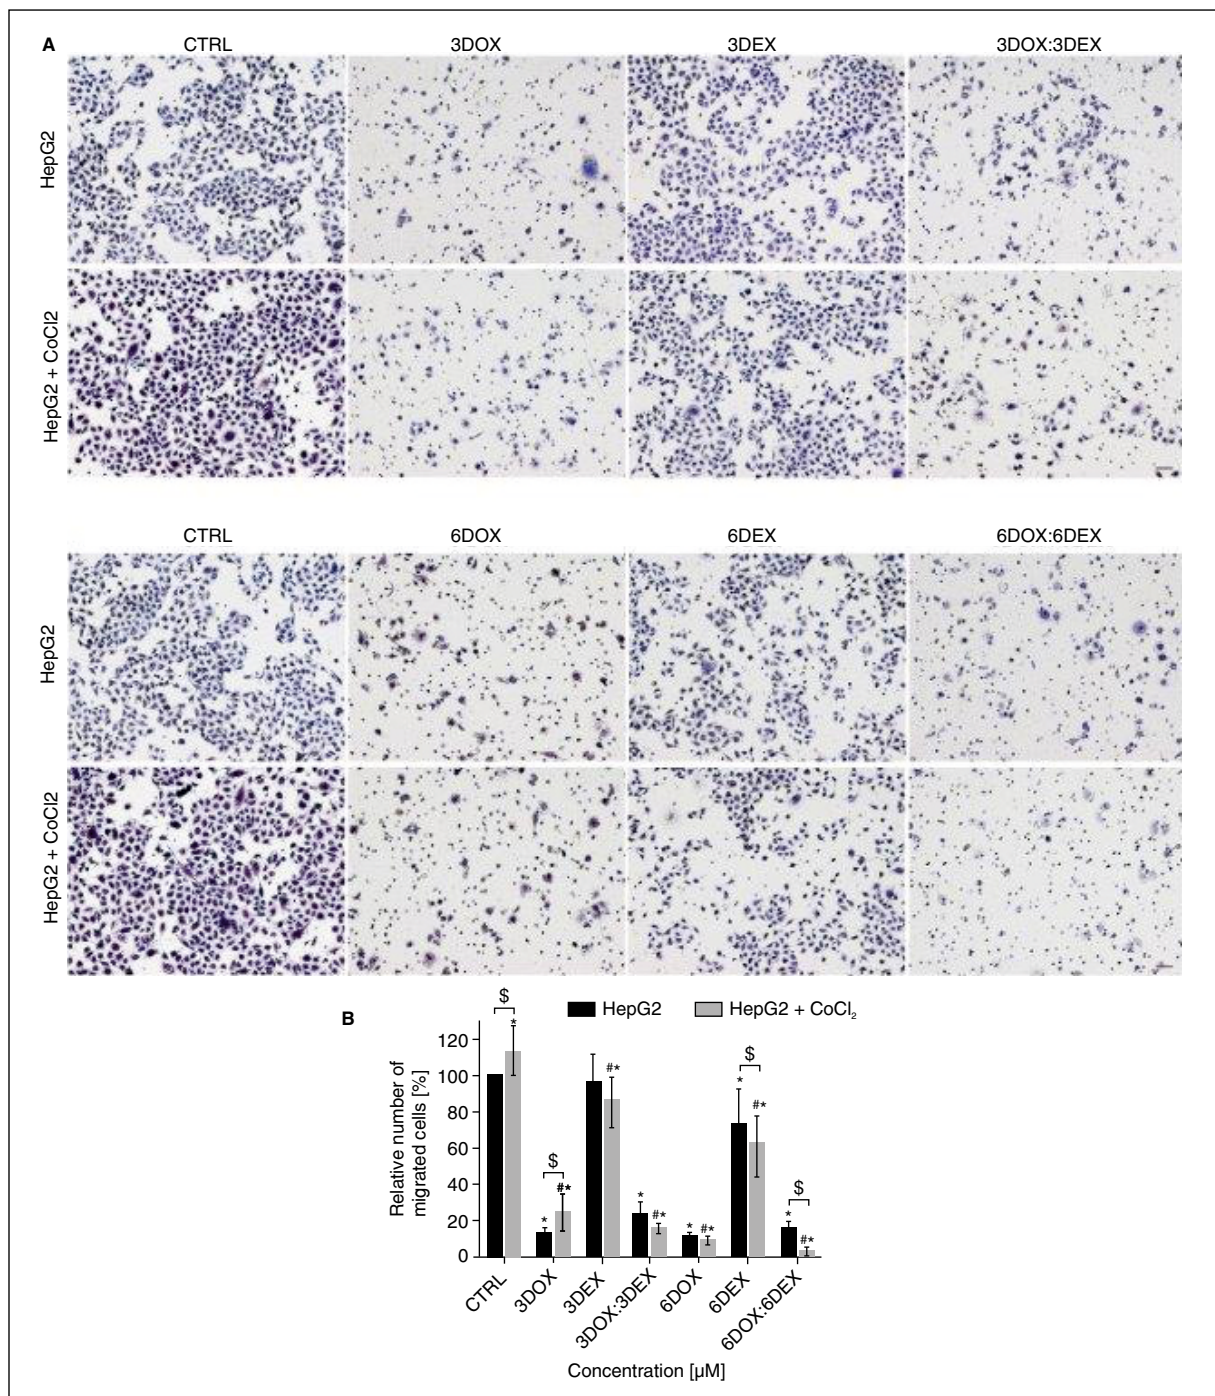 A
CTRL 3DOX 3DEX 3DOX:3DEX
HepG2
HepG2 + CoCl2
CTRL 6DOX 6DEX 6DOX:6DEX
HepG2
HepG2 + CoCl2
B
HepG2 HepG2 + CoCl₂
Relative number of
migrated cells [%]
120
100
80
60
40
20
0
$
*
$
*
#*
#*
*
#*
*
#*
$
*
#*
$
*
#*
CTRL
3DOX
3DEX
3DOX:3DEX
6DOX
6DEX
6DOX:6DEX
Concentration [µM]